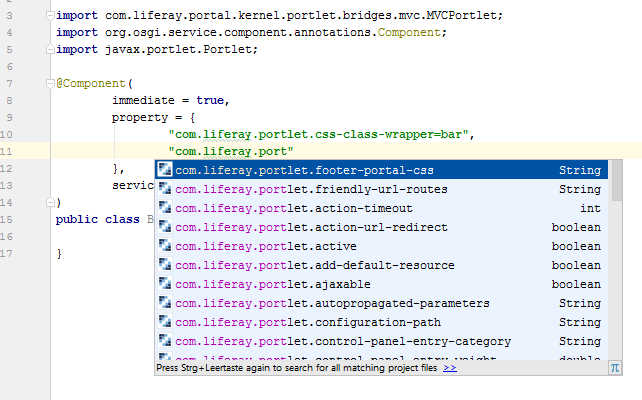 3 import com.liferay.portal.kernel.portlet.bridges.mvc.MVCPortlet;
4 import org.osgi.service.component.annotations.Component;
5 import javax.portlet.Portlet;
6
7 @Component(
8 immediate = true,
9 property = {
10 "com.liferay.portlet.css-class-wrapper=bar",
11 "com.liferay.port"
12 },
13 servic
14 )
15 public class B
16
17 }
com.liferay.portlet.footer-portal-css String
com.liferay.portlet.friendly-url-routes String
com.liferay.portlet.action-timeout int
com.liferay.portlet.action-url-redirect boolean
com.liferay.portlet.active boolean
com.liferay.portlet.add-default-resource boolean
com.liferay.portlet.ajaxable boolean
com.liferay.portlet.autopropagated-parameters String
com.liferay.portlet.configuration-path String
com.liferay.portlet.control-panel-entry-category String
com.liferay.portlet.control-panel-entry-weight double
Press Strg+Leertaste again to search for all matching project files >> π